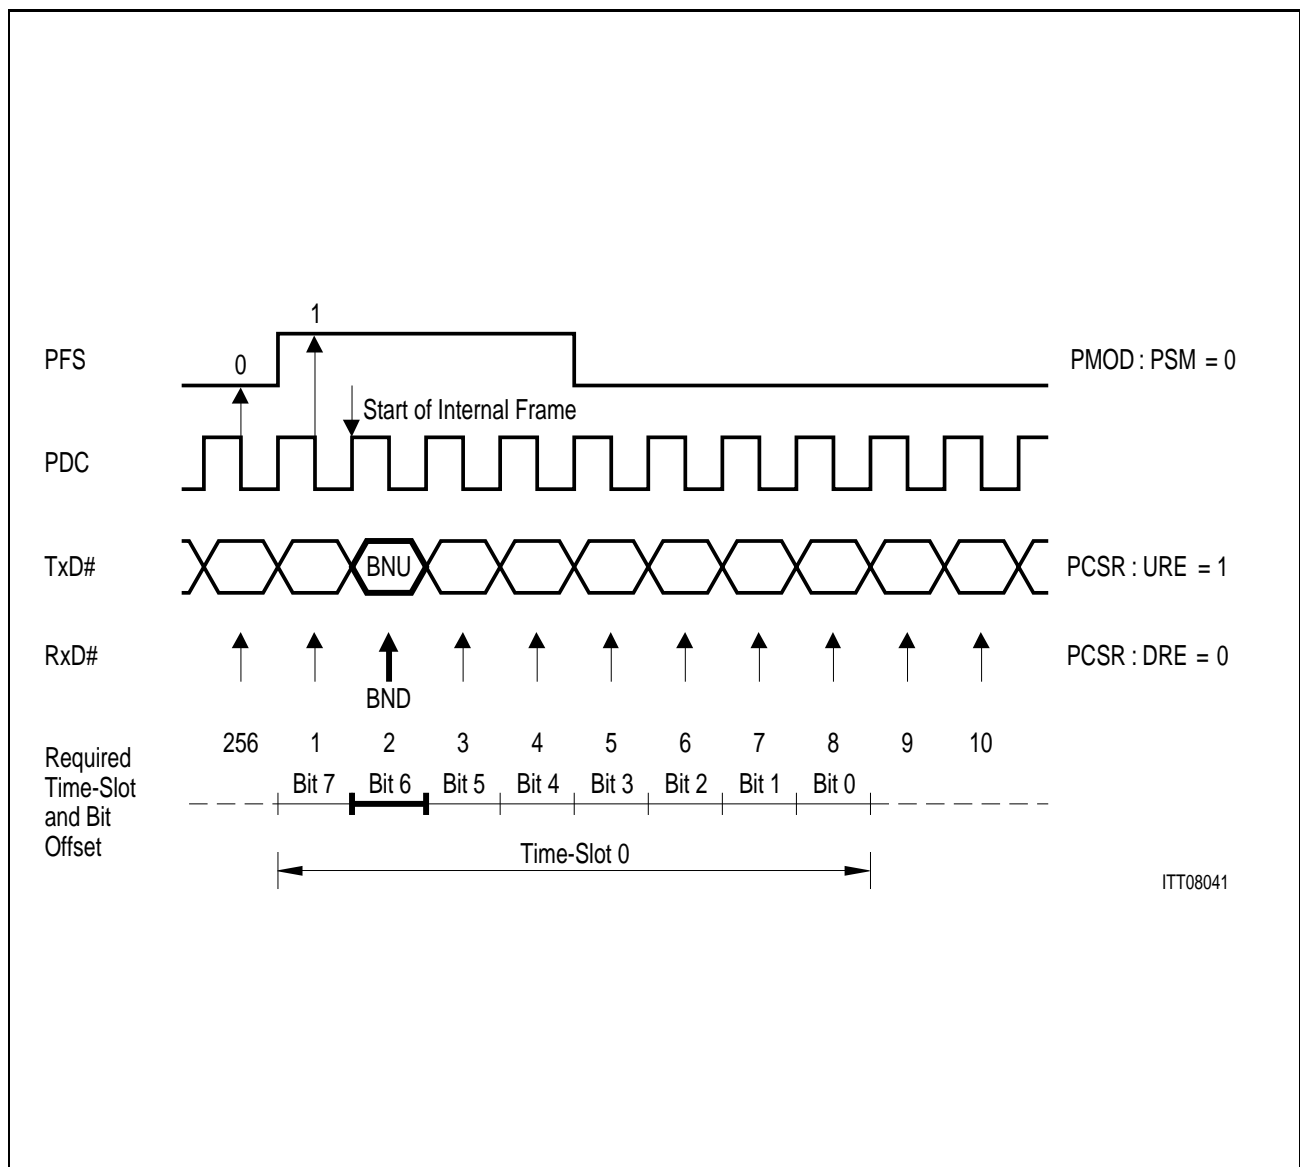 1
PFS
0
PMOD : PSM = 0
Start of Internal Frame
PDC
TxD#
BNU
PCSR : URE = 1
RxD#
PCSR : DRE = 0
BND
256 1 2 3 4 5 6 7 8 9 10
Required
Time-Slot
and Bit
Offset
Bit 7 Bit 6 Bit 5 Bit 4 Bit 3 Bit 2 Bit 1 Bit 0
Time-Slot 0
ITT08041